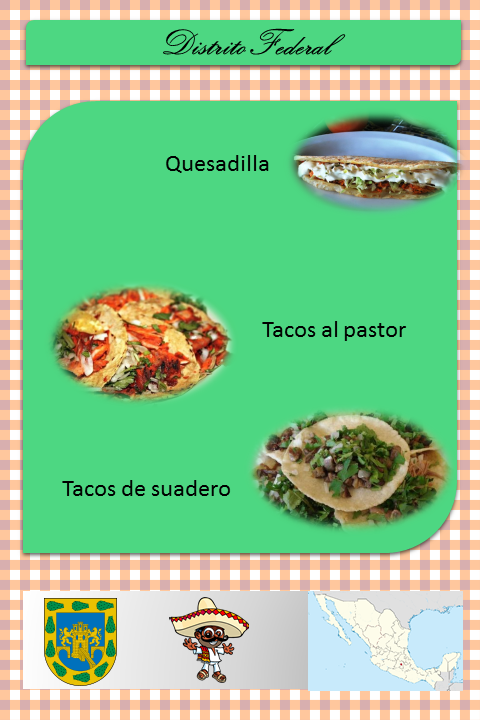 Distrito Federal
Quesadilla
Tacos al pastor
Tacos de suadero